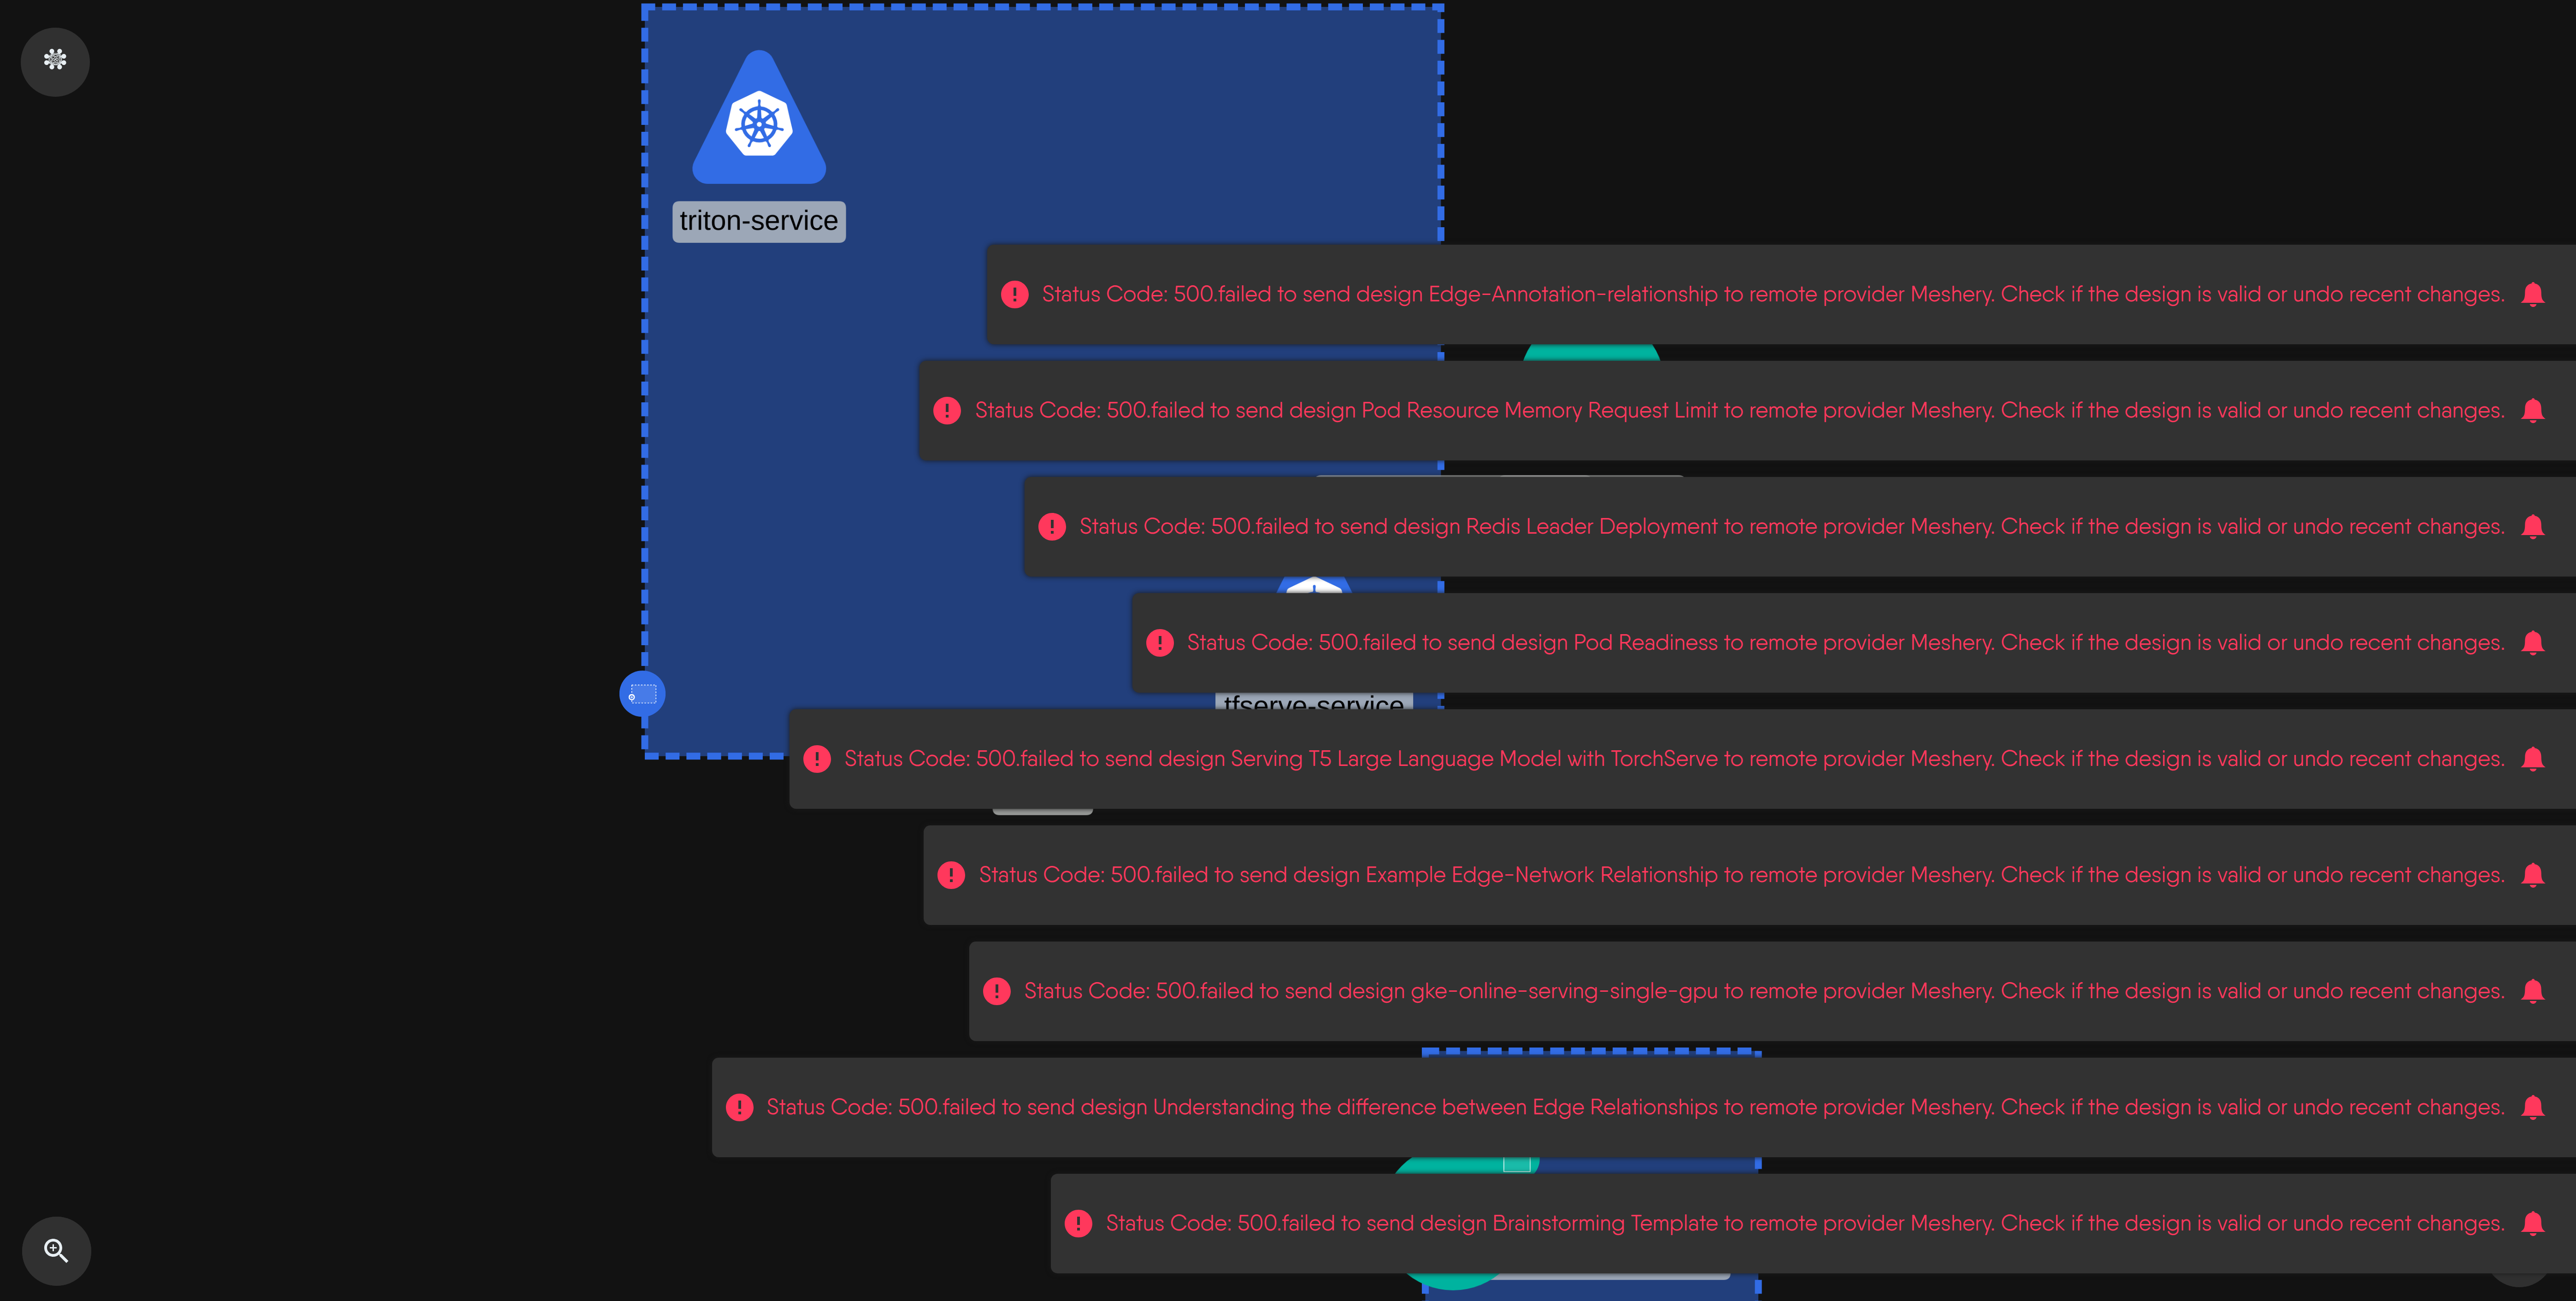 triton-service
Status Code: 500.failed to send design Edge-Annotation-relationship to remote provider Meshery. Check if the design is valid or undo recent changes.
Status Code: 500.failed to send design Pod Resource Memory Request Limit to remote provider Meshery. Check if the design is valid or undo recent changes.
Status Code: 500.failed to send design Redis Leader Deployment to remote provider Meshery. Check if the design is valid or undo recent changes.
Status Code: 500.failed to send design Pod Readiness to remote provider Meshery. Check if the design is valid or undo recent changes.
tfserve-service
Status Code: 500.failed to send design Serving T5 Large Language Model with TorchServe to remote provider Meshery. Check if the design is valid or undo recent changes.
Status Code: 500.failed to send design Example Edge-Network Relationship to remote provider Meshery. Check if the design is valid or undo recent changes.
Status Code: 500.failed to send design gke-online-serving-single-gpu to remote provider Meshery. Check if the design is valid or undo recent changes.
Status Code: 500.failed to send design Understanding the difference between Edge Relationships to remote provider Meshery. Check if the design is valid or undo recent changes.
Status Code: 500.failed to send design Brainstorming Template to remote provider Meshery. Check if the design is valid or undo recent changes.